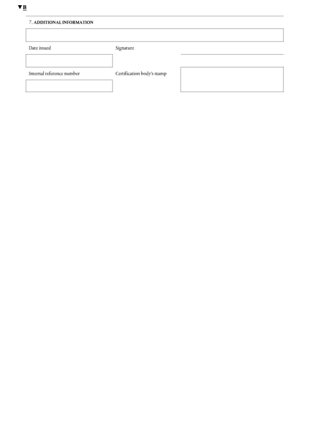 ▼B
7. ADDITIONAL INFORMATION
Date issued Signature
Internal reference number Certification body's stamp